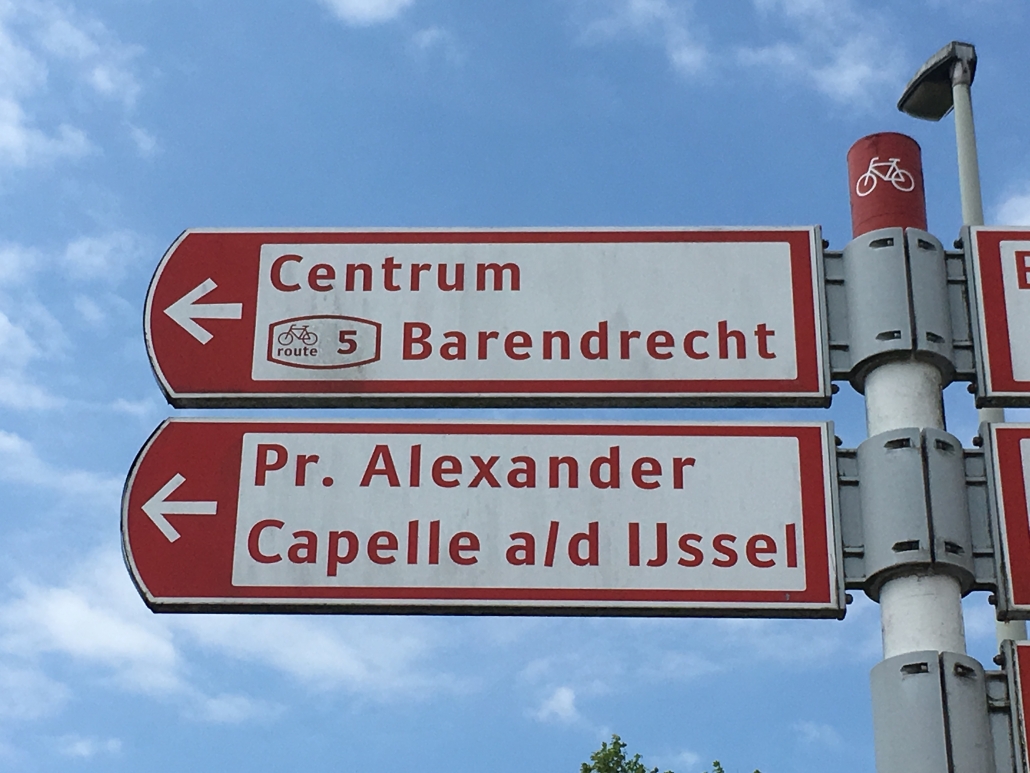 Centrum
route 5 Barendrecht
Pr. Alexander
Capelle a/d IJssel